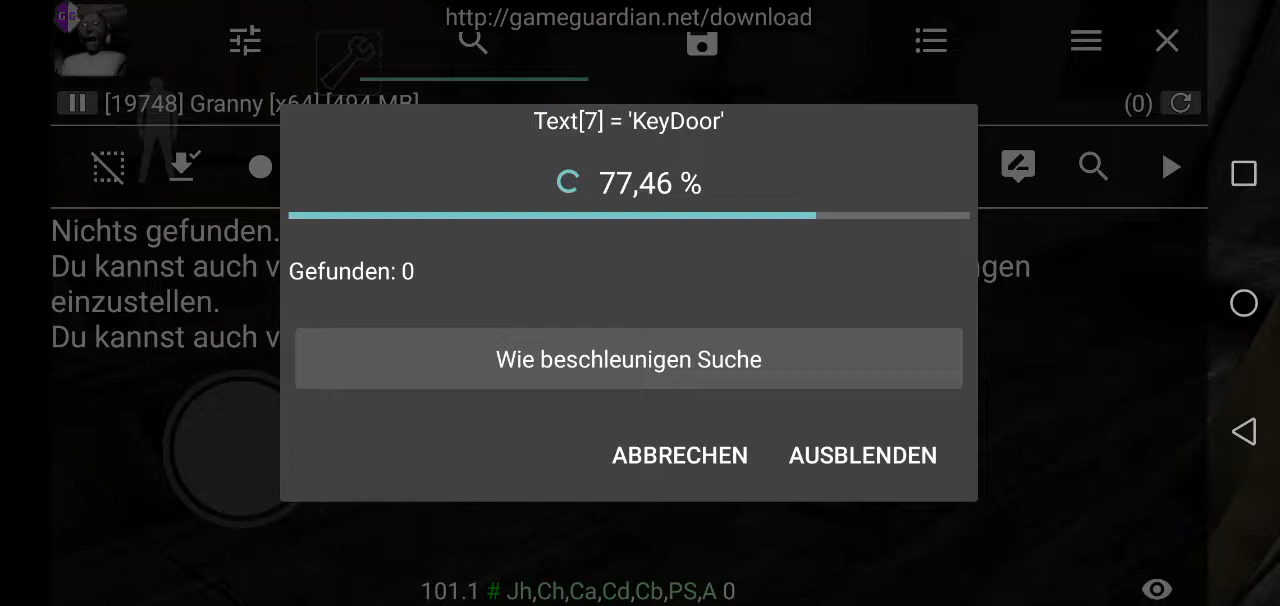 http://gameguardian.net/download
[19748] Granny [x64] [494 MB]
(0)
Text[7] = 'KeyDoor'
77,46 %
Nichts gefunden.
Du kannst auch v
ngen
einzustellen.
Du kannst auch v
Gefunden: 0
Wie beschleunigen Suche
ABBRECHEN AUSBLENDEN
101.1 # Jh,Ch,Ca,Cd,Cb,PS,A 0